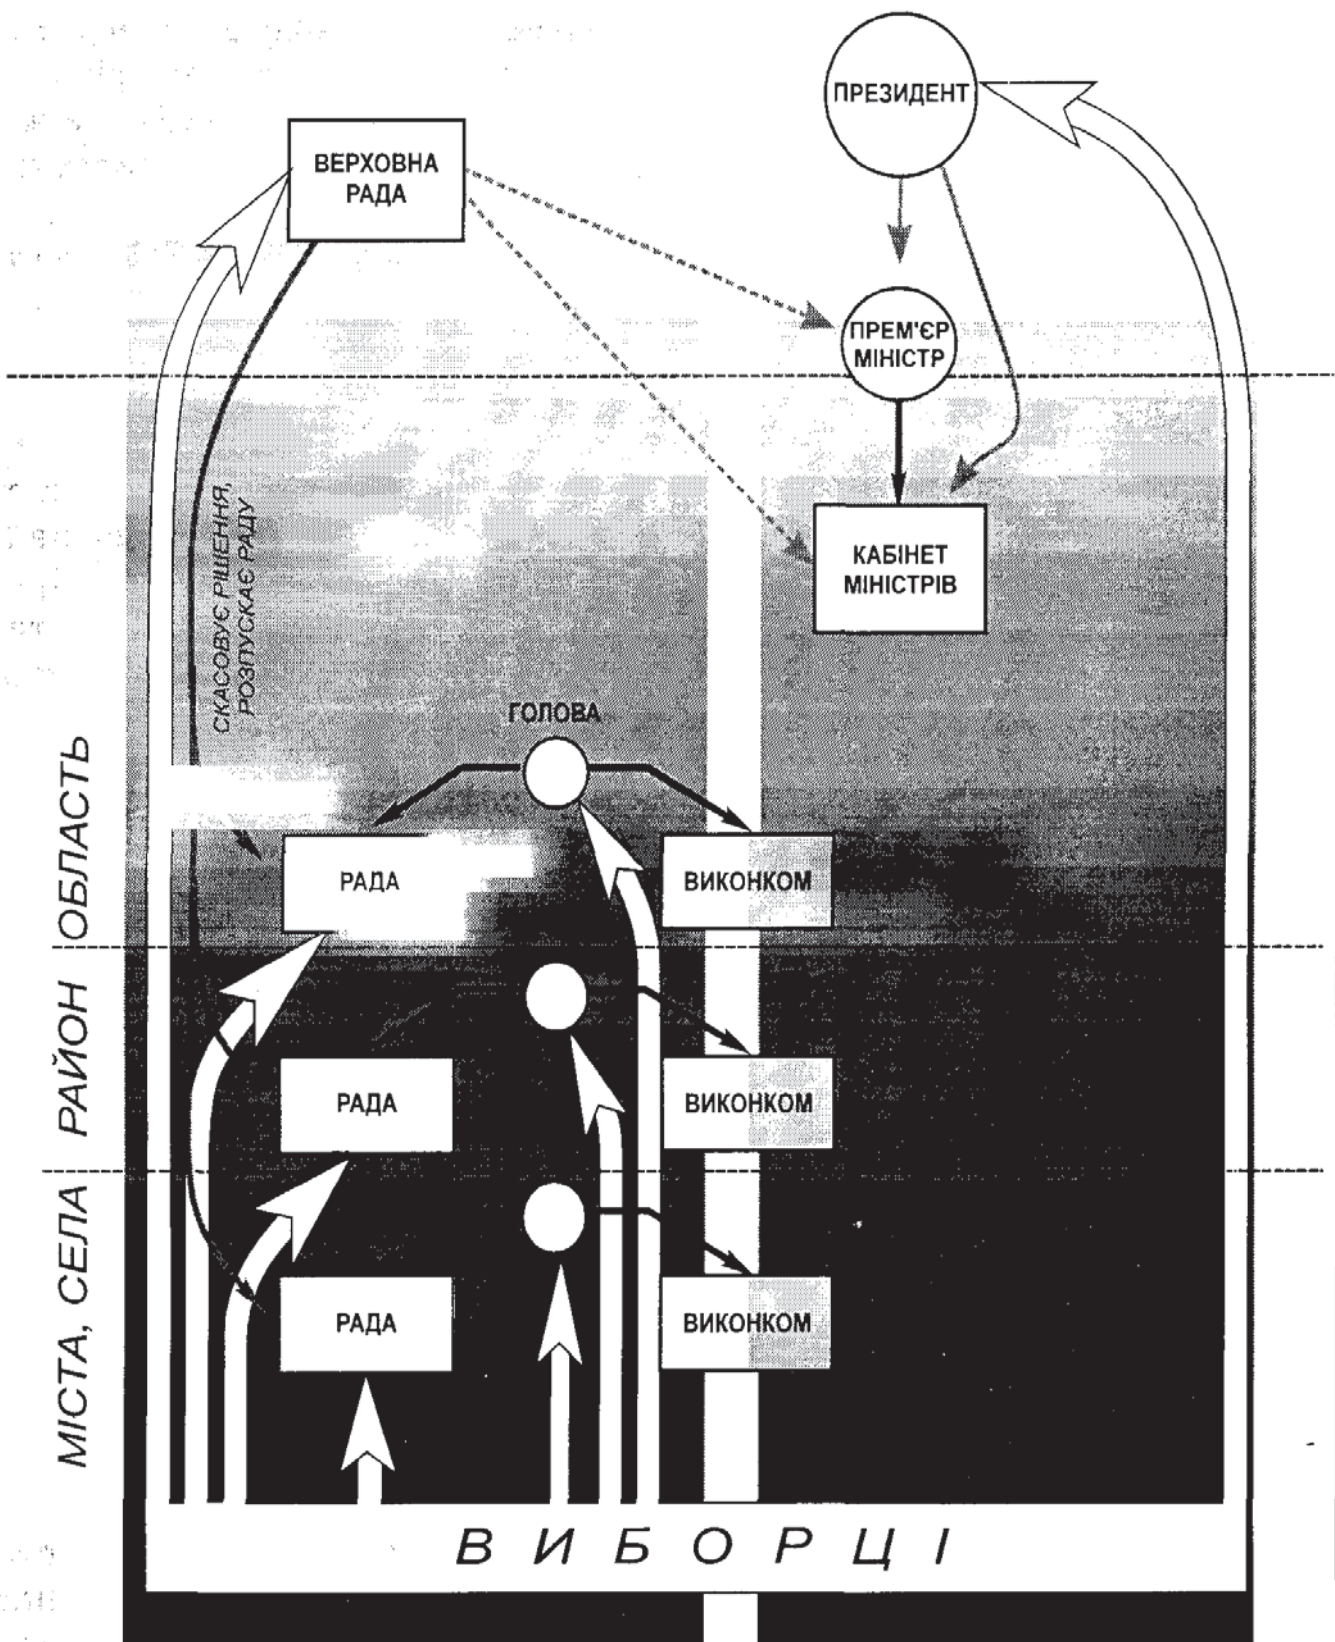 ПРЕЗИДЕНТ
ВЕРХОВНА
РАДА
ПРЕМ'ЄР
МІНІСТР
КАБІНЕТ
МІНІСТРІВ
СКАСОВУЄ РІШЕННЯ,
РОЗПУСКАЄ РАДУ
ГОЛОВА
ОБЛАСТЬ
РАДА
ВИКОНКОМ
РАЙОН
РАДА
ВИКОНКОМ
МІСТА, СЕЛА
РАДА
ВИКОНКОМ
ВИБОРЦІ